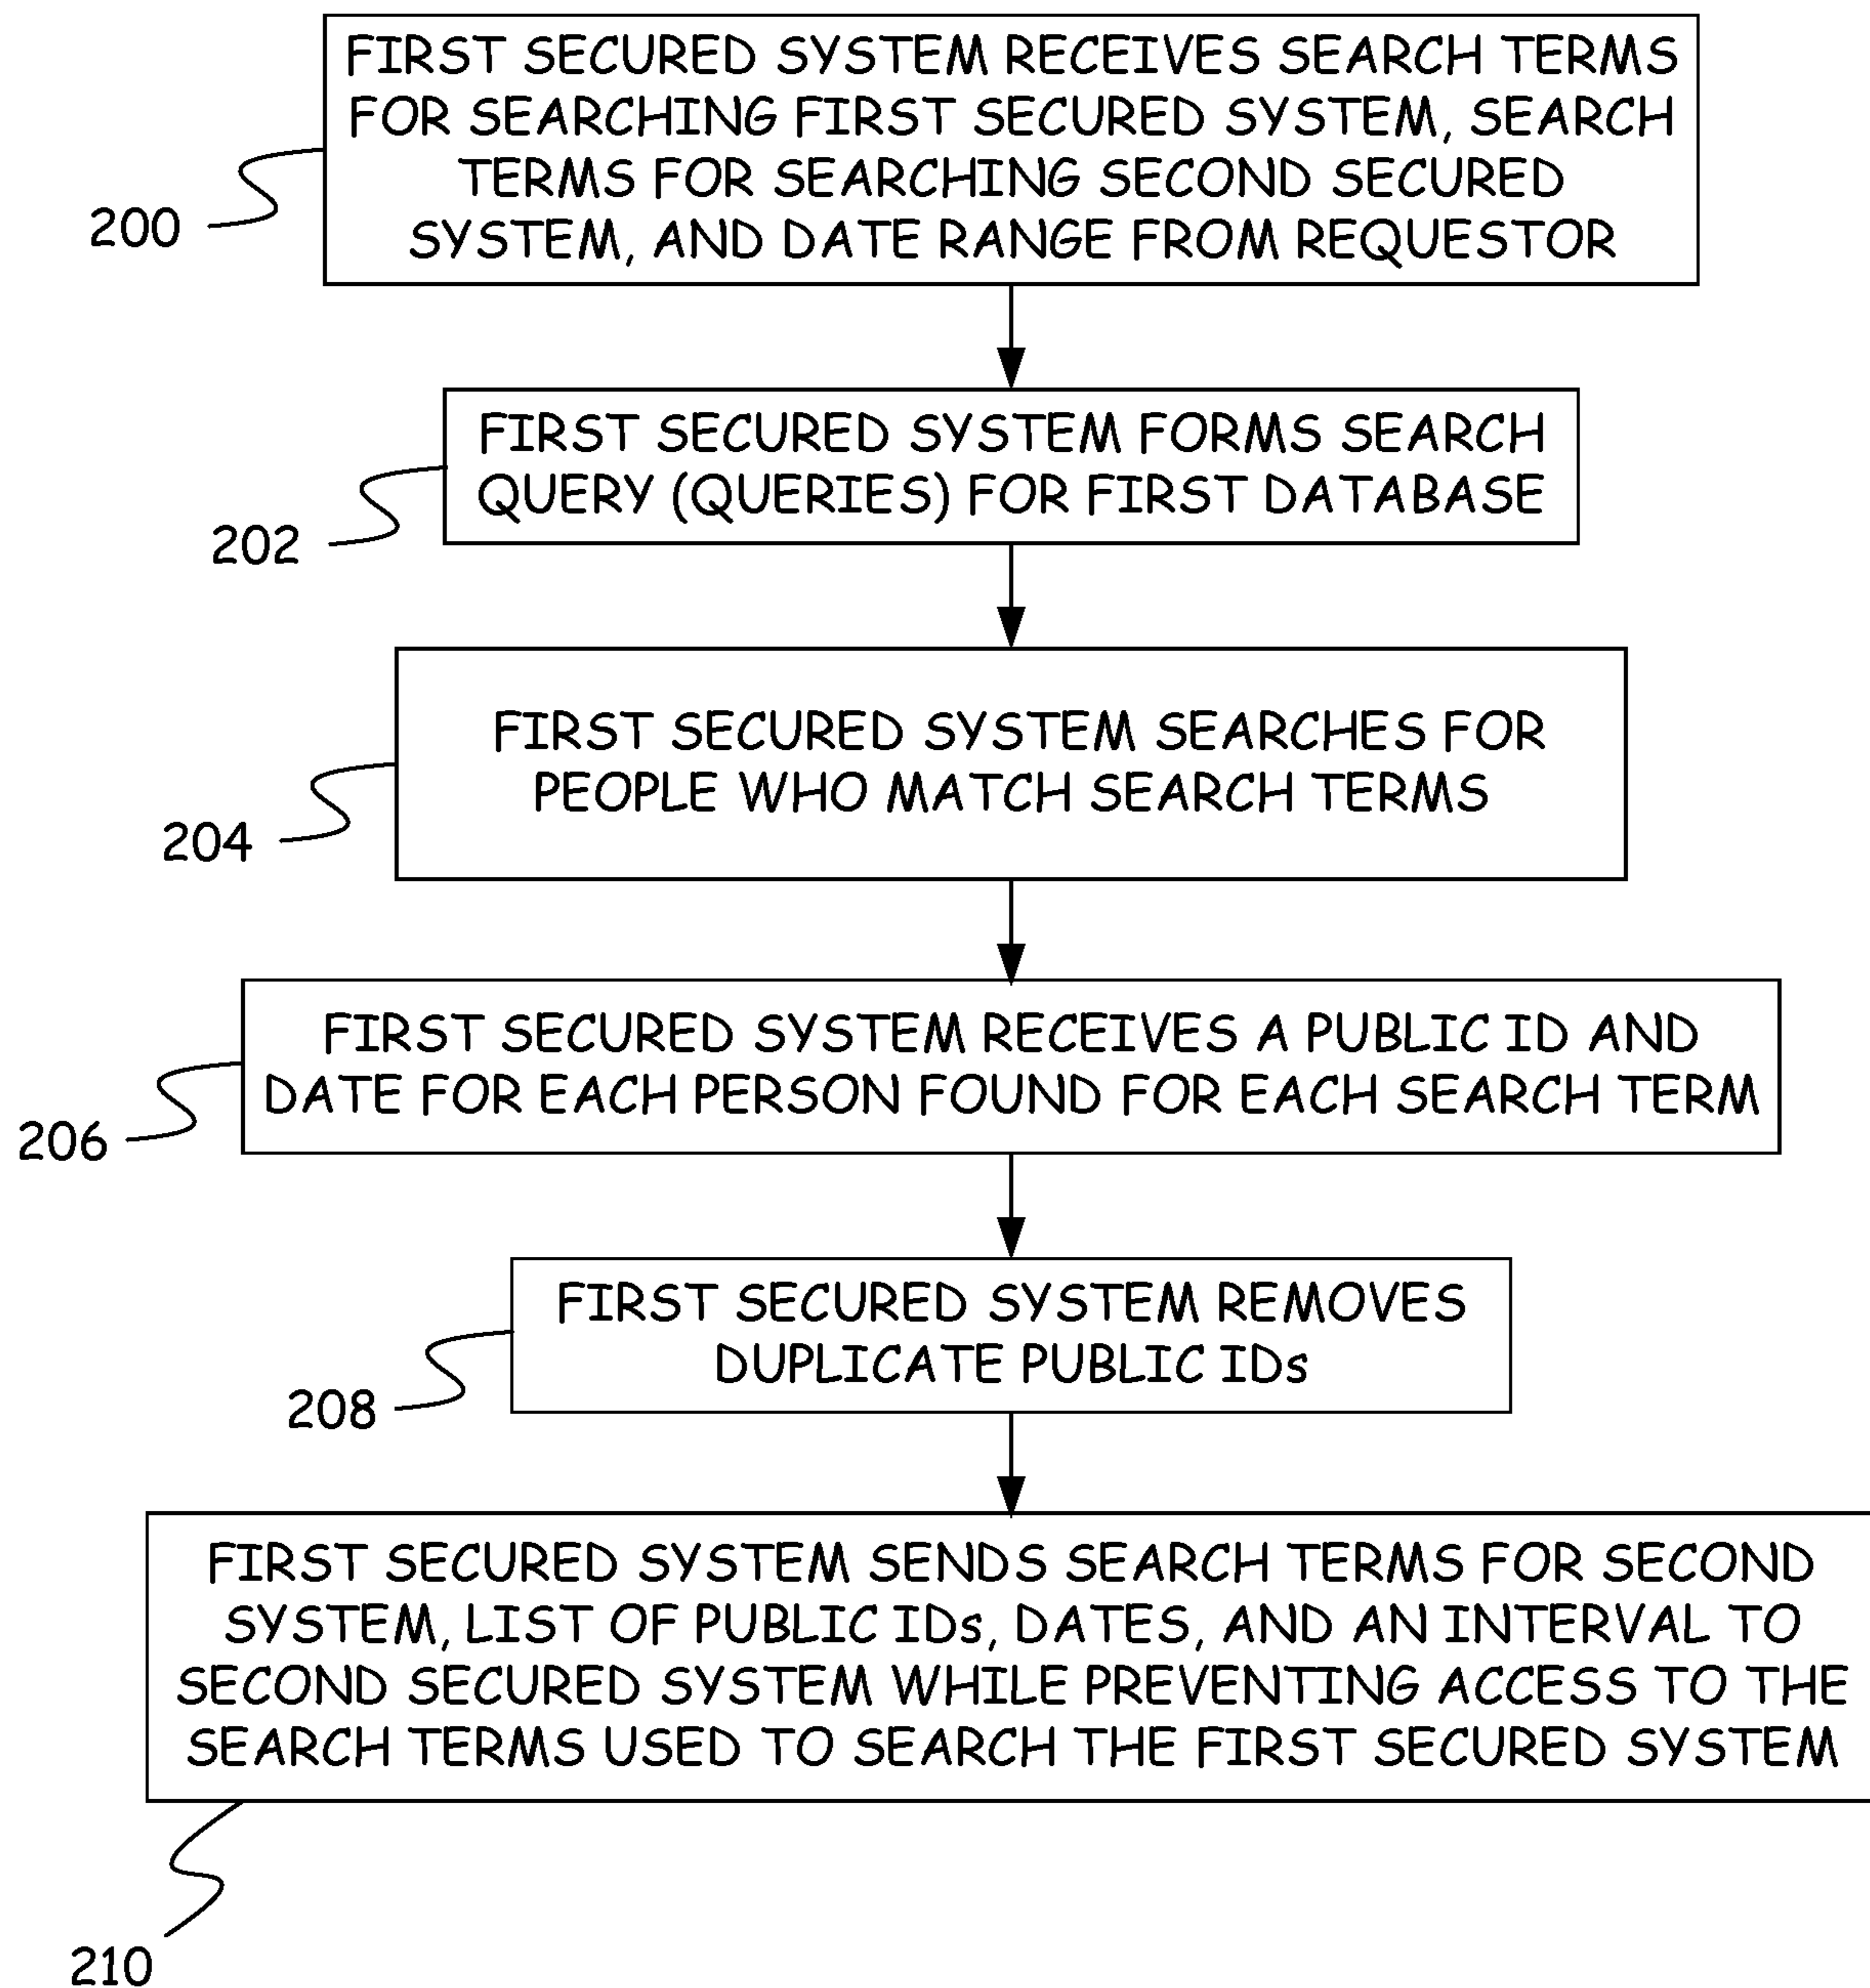 FIRST SECURED SYSTEM RECEIVES SEARCH TERMS
FOR SEARCHING FIRST SECURED SYSTEM, SEARCH
TERMS FOR SEARCHING SECOND SECURED
SYSTEM, AND DATE RANGE FROM REQUESTOR
200
FIRST SECURED SYSTEM FORMS SEARCH
QUERY (QUERIES) FOR FIRST DATABASE
202
FIRST SECURED SYSTEM SEARCHES FOR
PEOPLE WHO MATCH SEARCH TERMS
204
FIRST SECURED SYSTEM RECEIVES A PUBLIC ID AND
DATE FOR EACH PERSON FOUND FOR EACH SEARCH TERM
206
FIRST SECURED SYSTEM REMOVES
DUPLICATE PUBLIC IDs
208
FIRST SECURED SYSTEM SENDS SEARCH TERMS FOR SECOND
SYSTEM, LIST OF PUBLIC IDs, DATES, AND AN INTERVAL TO
SECOND SECURED SYSTEM WHILE PREVENTING ACCESS TO THE
SEARCH TERMS USED TO SEARCH THE FIRST SECURED SYSTEM
210